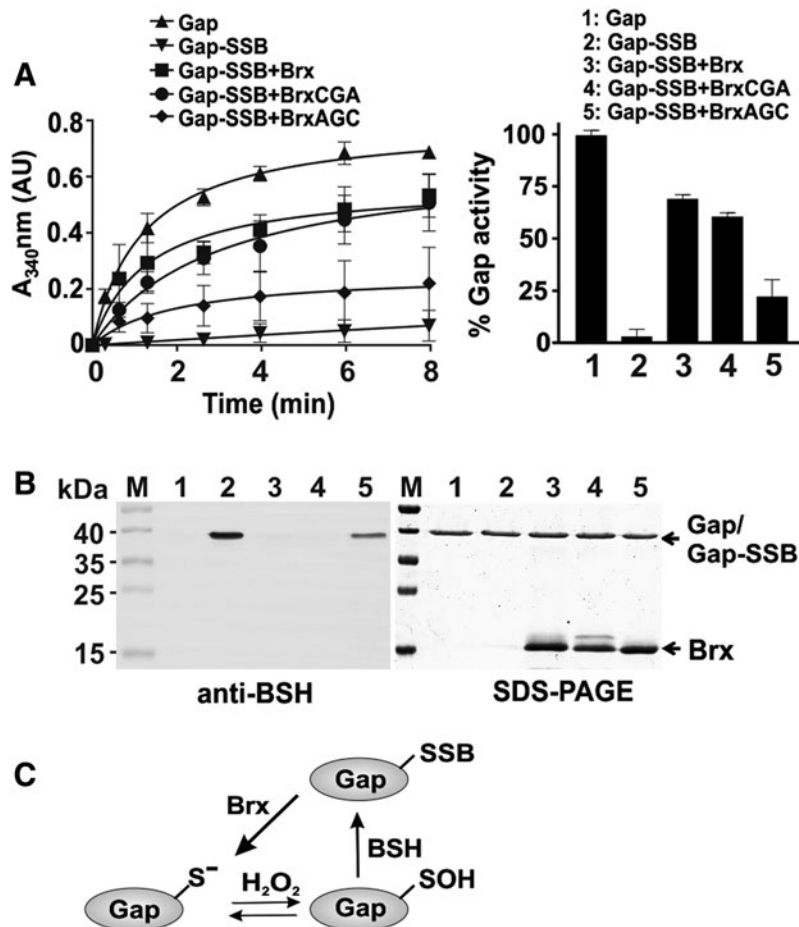 A
Gap
Gap-SSB
Gap-SSB+Brx
Gap-SSB+BrxCGA
Gap-SSB+BrxAGC
A340nm (AU)
0.8
0.6
0.4
0.2
0
0 2 4 6 8
Time (min)
1: Gap
2: Gap-SSB
3: Gap-SSB+Brx
4: Gap-SSB+BrxCGA
5: Gap-SSB+BrxAGC
% Gap activity
100
75
50
25
0
1 2 3 4 5
B
kDa M 1 2 3 4 5
40
35
25
15
anti-BSH
M 1 2 3 4 5
Gap/
Gap-SSB
Brx
SDS-PAGE
C
Gap SSB
Brx
BSH
Gap S-
H2O2
Gap SOH